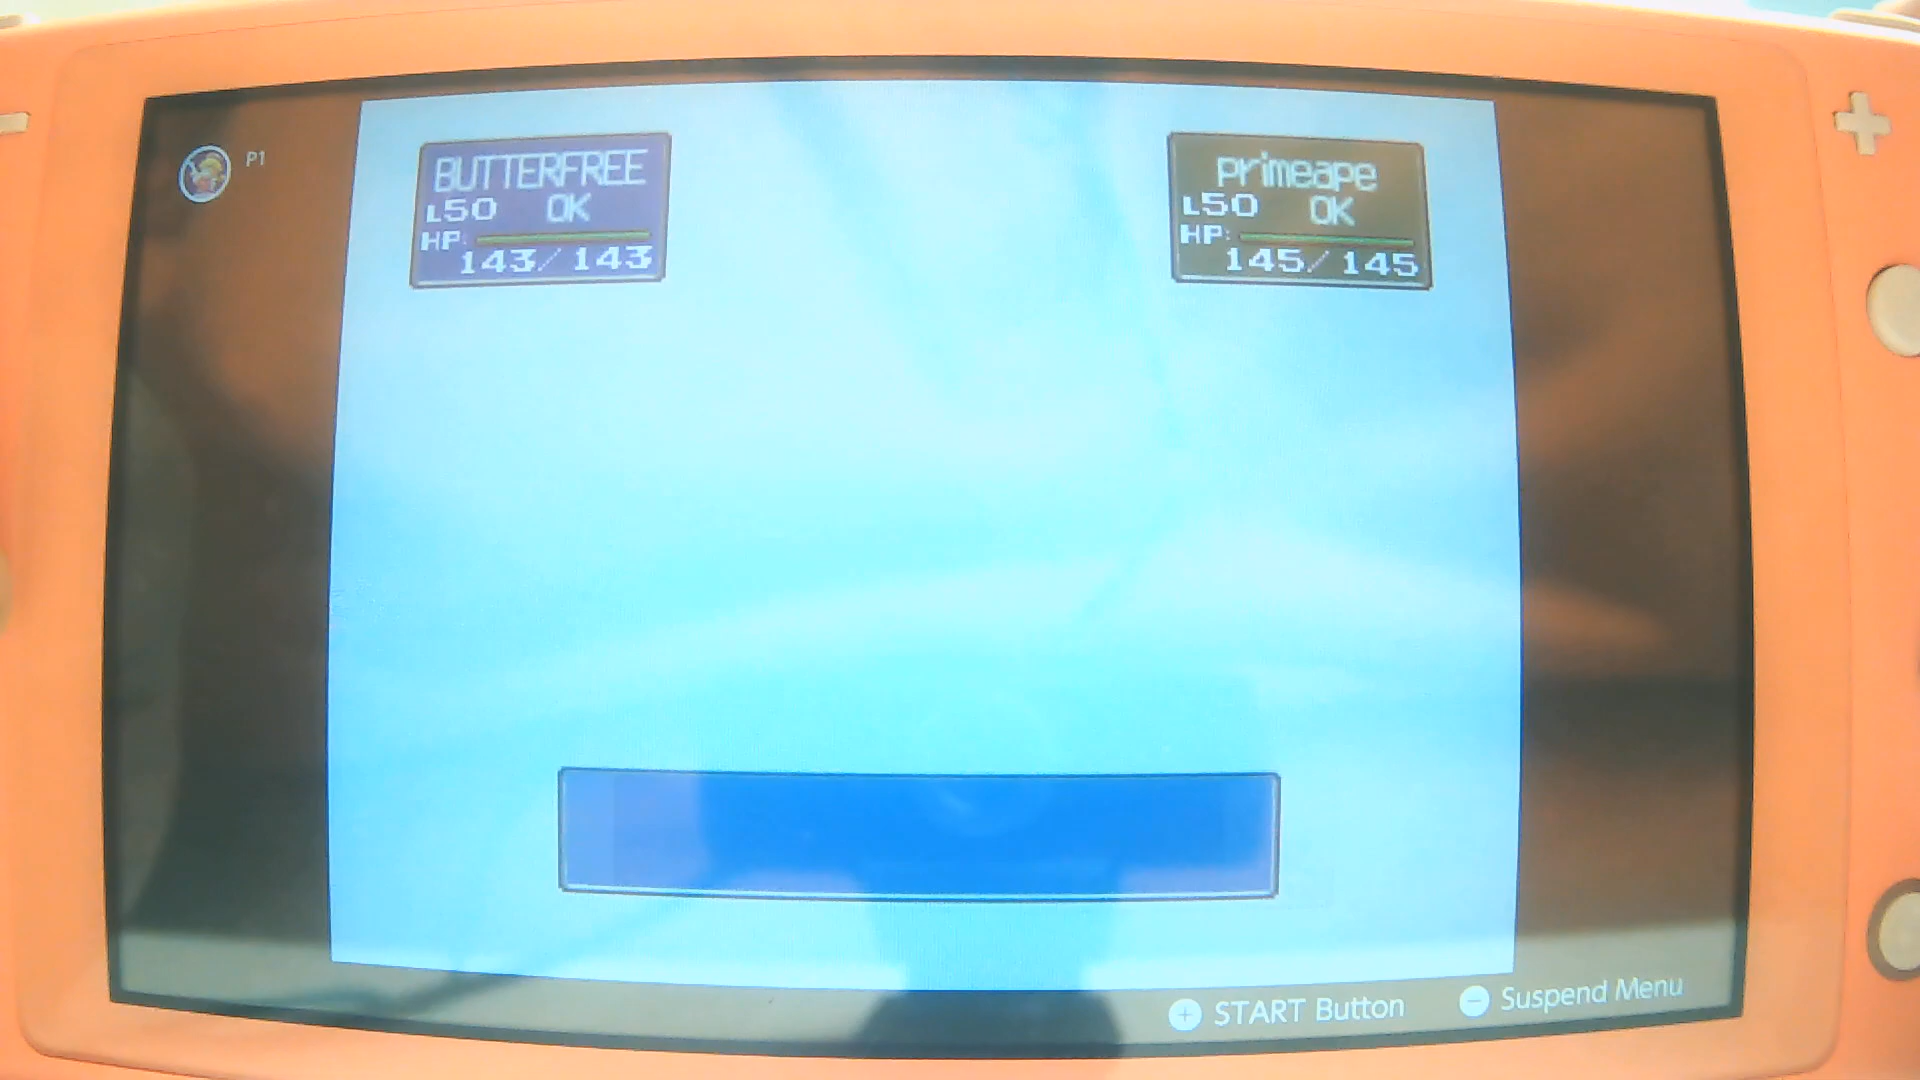 P1
BUTTERFREE
L50 OK
HP:
143/143
primeape
L50 OK
HP:
145/145
START Button
Suspend Menu